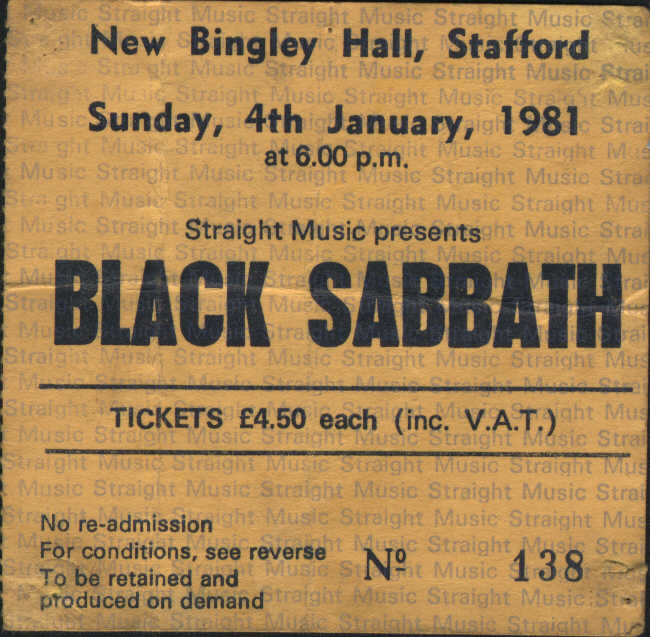 New Bingley Hall, Stafford
Sunday, 4th January, 1981
at 6.00 p.m.
Straight Music presents
BLACK SABBATH
TICKETS £4.50 each (inc. V.A.T.)
No re-admission
For conditions, see reverse
To be retained and
produced on demand
Nº 138